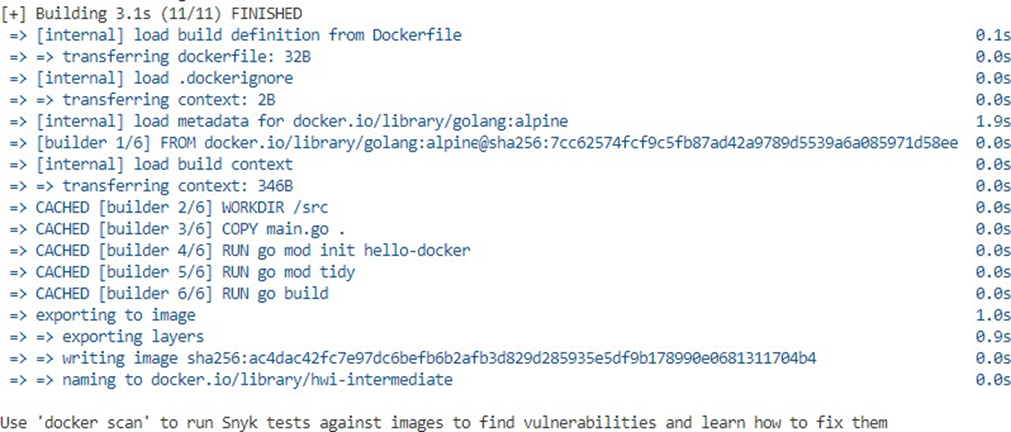 [+] Building 3.1s (11/11) FINISHED
=> [internal] load build definition from Dockerfile 0.1s
=> => transferring dockerfile: 32B 0.0s
=> [internal] load .dockerignore 0.0s
=> => transferring context: 2B 0.0s
=> [internal] load metadata for docker.io/library/golang:alpine 1.9s
=> [builder 1/6] FROM docker.io/library/golang:alpine@sha256:7cc62574fcf9c5fb87ad42a9789d5539a6a085971d58ee 0.0s
=> [internal] load build context 0.0s
=> => transferring context: 346B 0.0s
=> CACHED [builder 2/6] WORKDIR /src 0.0s
=> CACHED [builder 3/6] COPY main.go . 0.0s
=> CACHED [builder 4/6] RUN go mod init hello-docker 0.0s
=> CACHED [builder 5/6] RUN go mod tidy 0.0s
=> CACHED [builder 6/6] RUN go build 0.0s
=> exporting to image 1.0s
=> => exporting layers 0.9s
=> => writing image sha256:ac4dac42fc7e97dc6befb6b2afb3d829d285935e5df9b178990e0681311704b4 0.0s
=> => naming to docker.io/library/hwi-intermediate 0.0s
Use 'docker scan' to run Snyk tests against images to find vulnerabilities and learn how to fix them